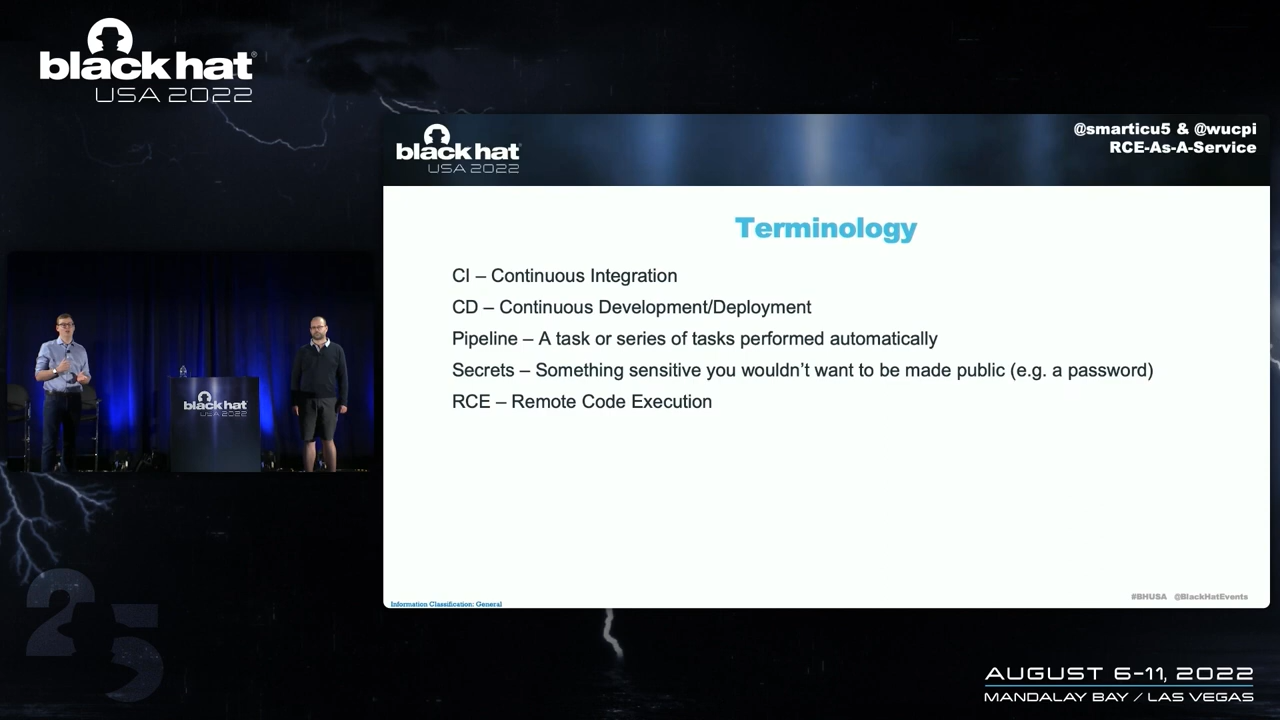 black hat®
USA 2022
black hat®
USA 2022
@smarticu5 & @wucpi
RCE-As-A-Service
Terminology
CI – Continuous Integration
CD – Continuous Development/Deployment
Pipeline – A task or series of tasks performed automatically
Secrets – Something sensitive you wouldn’t want to be made public (e.g. a password)
RCE – Remote Code Execution
black hat
USA 2022
Information Classification: General
#BHUSA @BlackHatEvents
25
AUGUST 6-11, 2022
MANDALAY BAY / LAS VEGAS